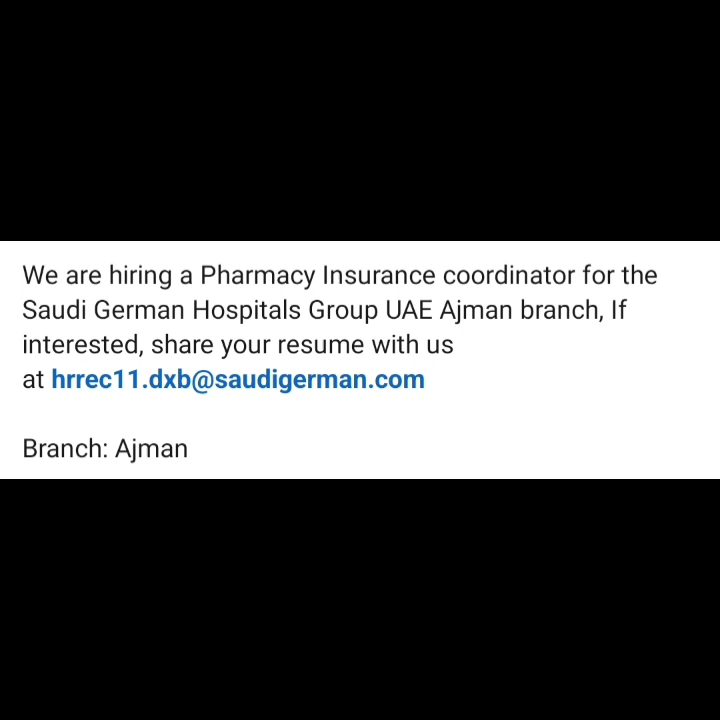 We are hiring a Pharmacy Insurance coordinator for the
Saudi German Hospitals Group UAE Ajman branch, If
interested, share your resume with us
at hrrec11.dxb@saudigerman.com
Branch: Ajman